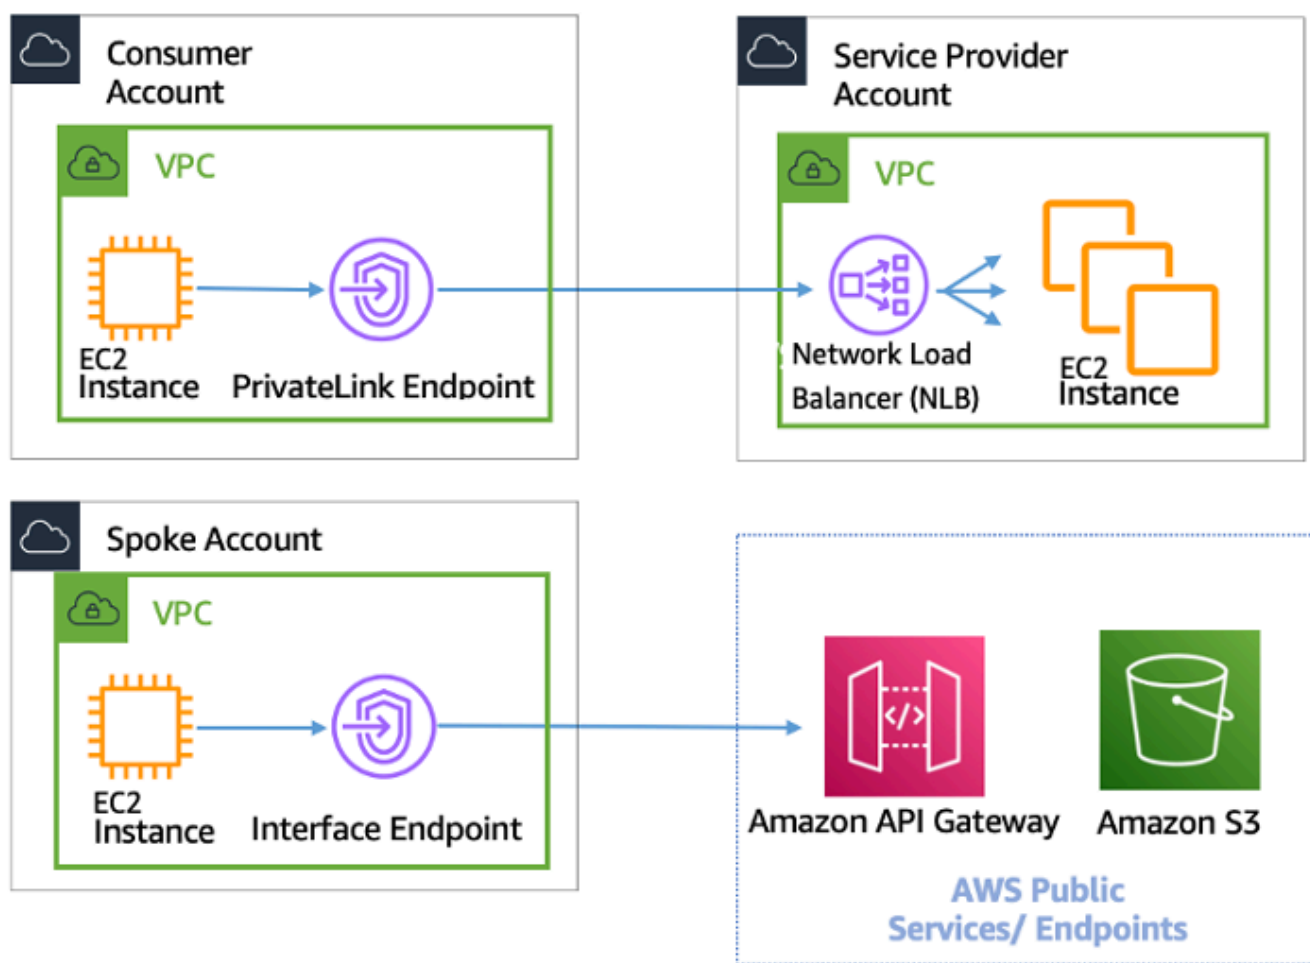 Consumer
Account
VPC
EC2
Instance
PrivateLink Endpoint
Service Provider
Account
VPC
Network Load
Balancer (NLB)
EC2
Instance
Spoke Account
VPC
EC2
Instance
Interface Endpoint
</>
Amazon API Gateway
Amazon S3
AWS Public
Services/ Endpoints